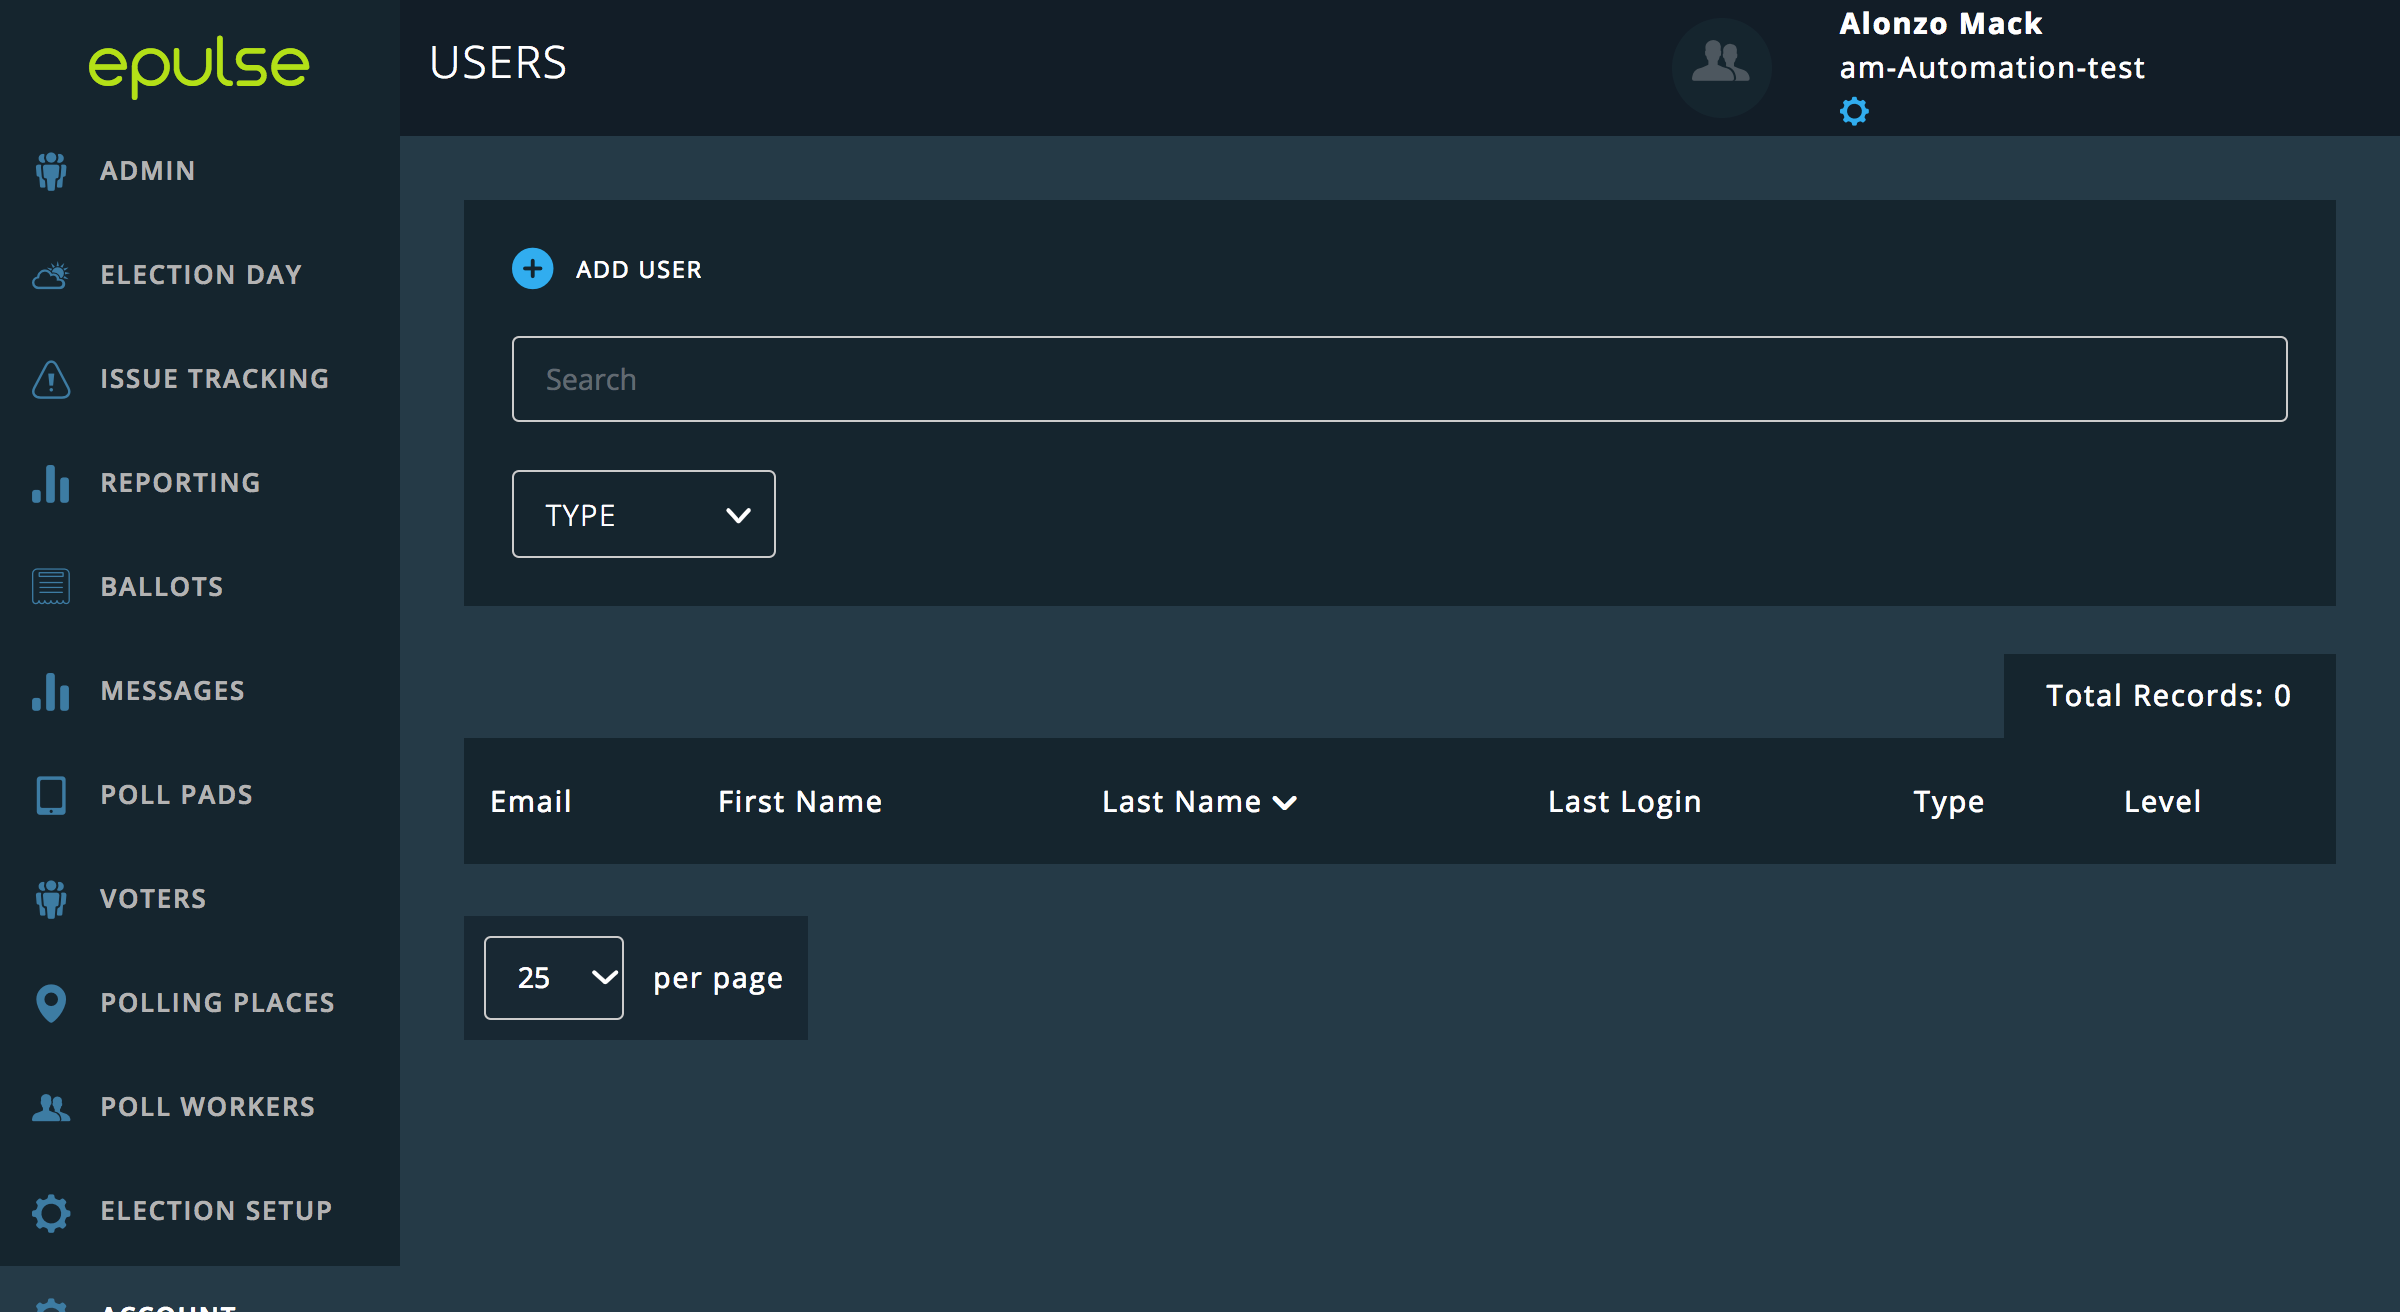 epulse
USERS
Alonzo Mack
am-Automation-test
ADMIN
ELECTION DAY
ISSUE TRACKING
REPORTING
BALLOTS
MESSAGES
POLL PADS
VOTERS
POLLING PLACES
POLL WORKERS
ELECTION SETUP
ACCOUNT
ADD USER
Search
TYPE
Total Records: 0
Email First Name Last Name Last Login Type Level
25 per page